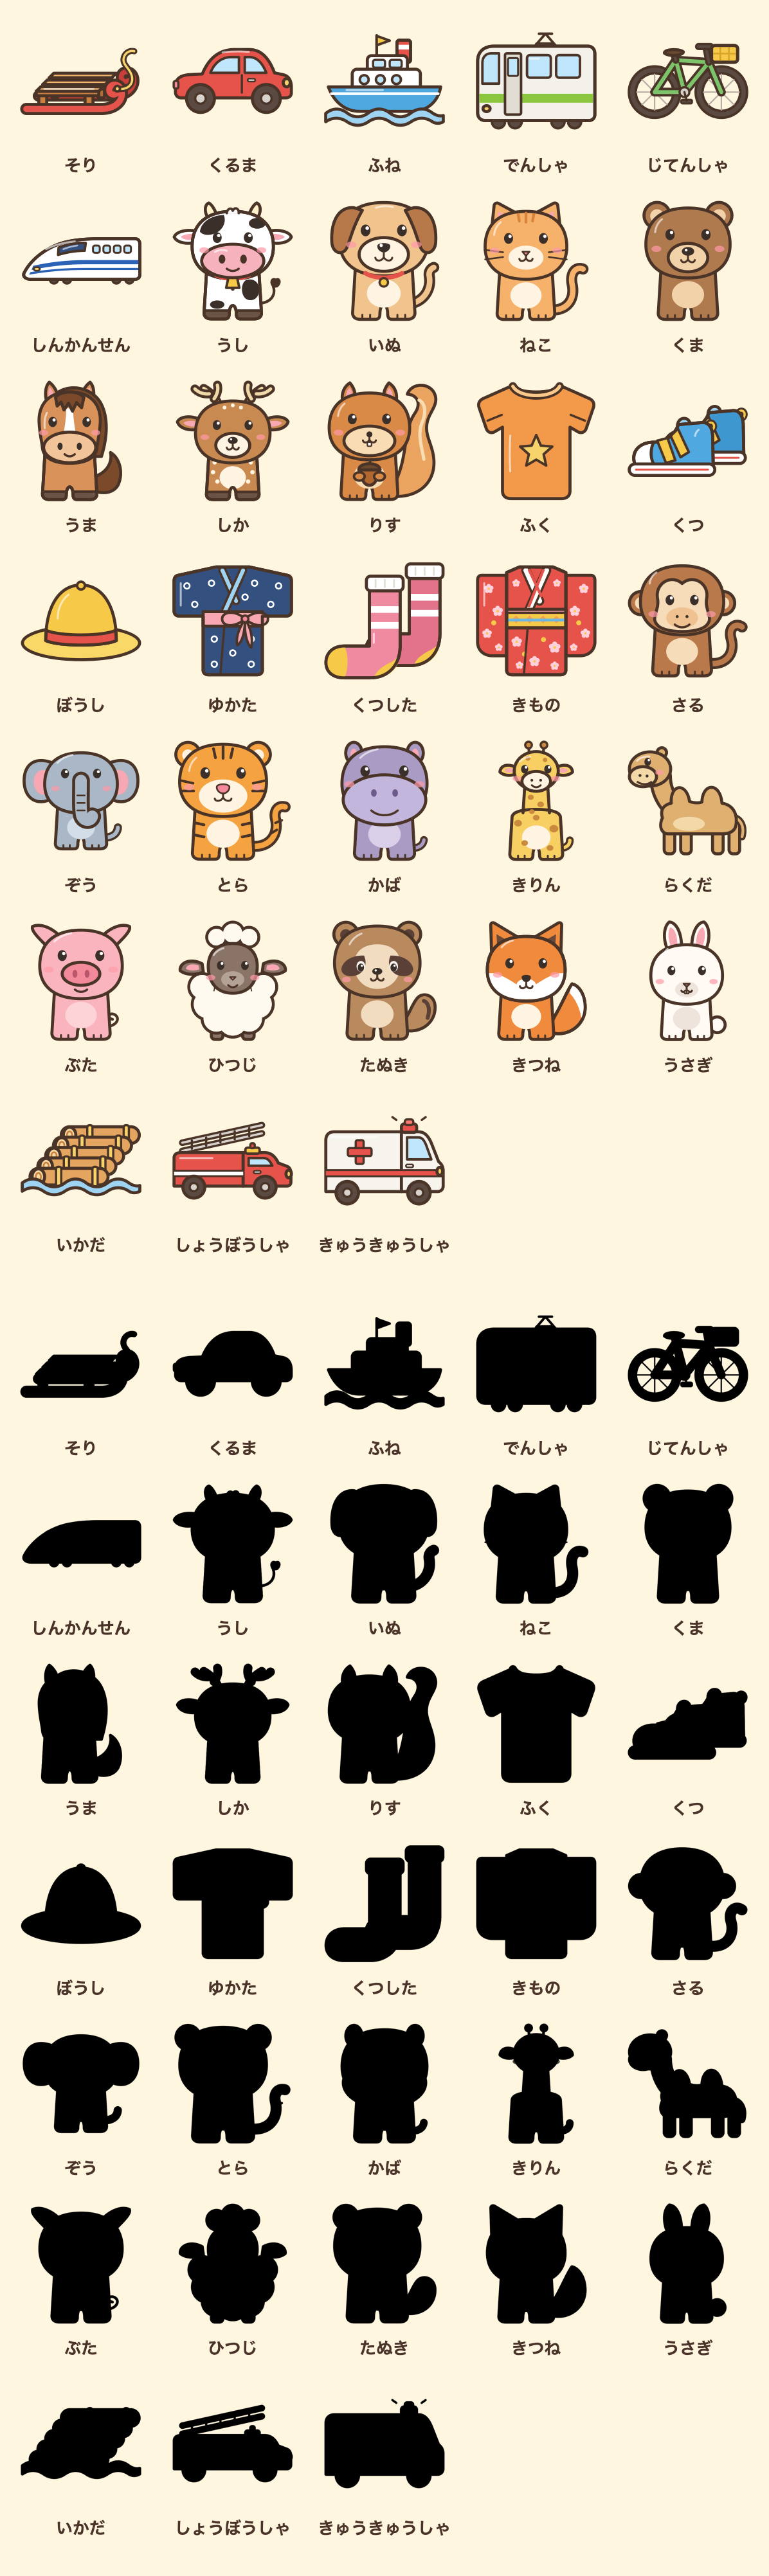 そり くるま ふね でんしゃ じてんしゃ
しんかんせん うし いぬ ねこ くま
うま しか りす ふく くつ
ぼうし ゆかた くつした きもの さる
ぞう とら かば きりん らくだ
ぶた ひつじ たぬき きつね うさぎ
いかだ しょうぼうしゃ きゅうきゅうしゃ
そり くるま ふね でんしゃ じてんしゃ
しんかんせん うし いぬ ねこ くま
うま しか りす ふく くつ
ぼうし ゆかた くつした きもの さる
ぞう とら かば きりん らくだ
ぶた ひつじ たぬき きつね うさぎ
いかだ しょうぼうしゃ きゅうきゅうしゃ